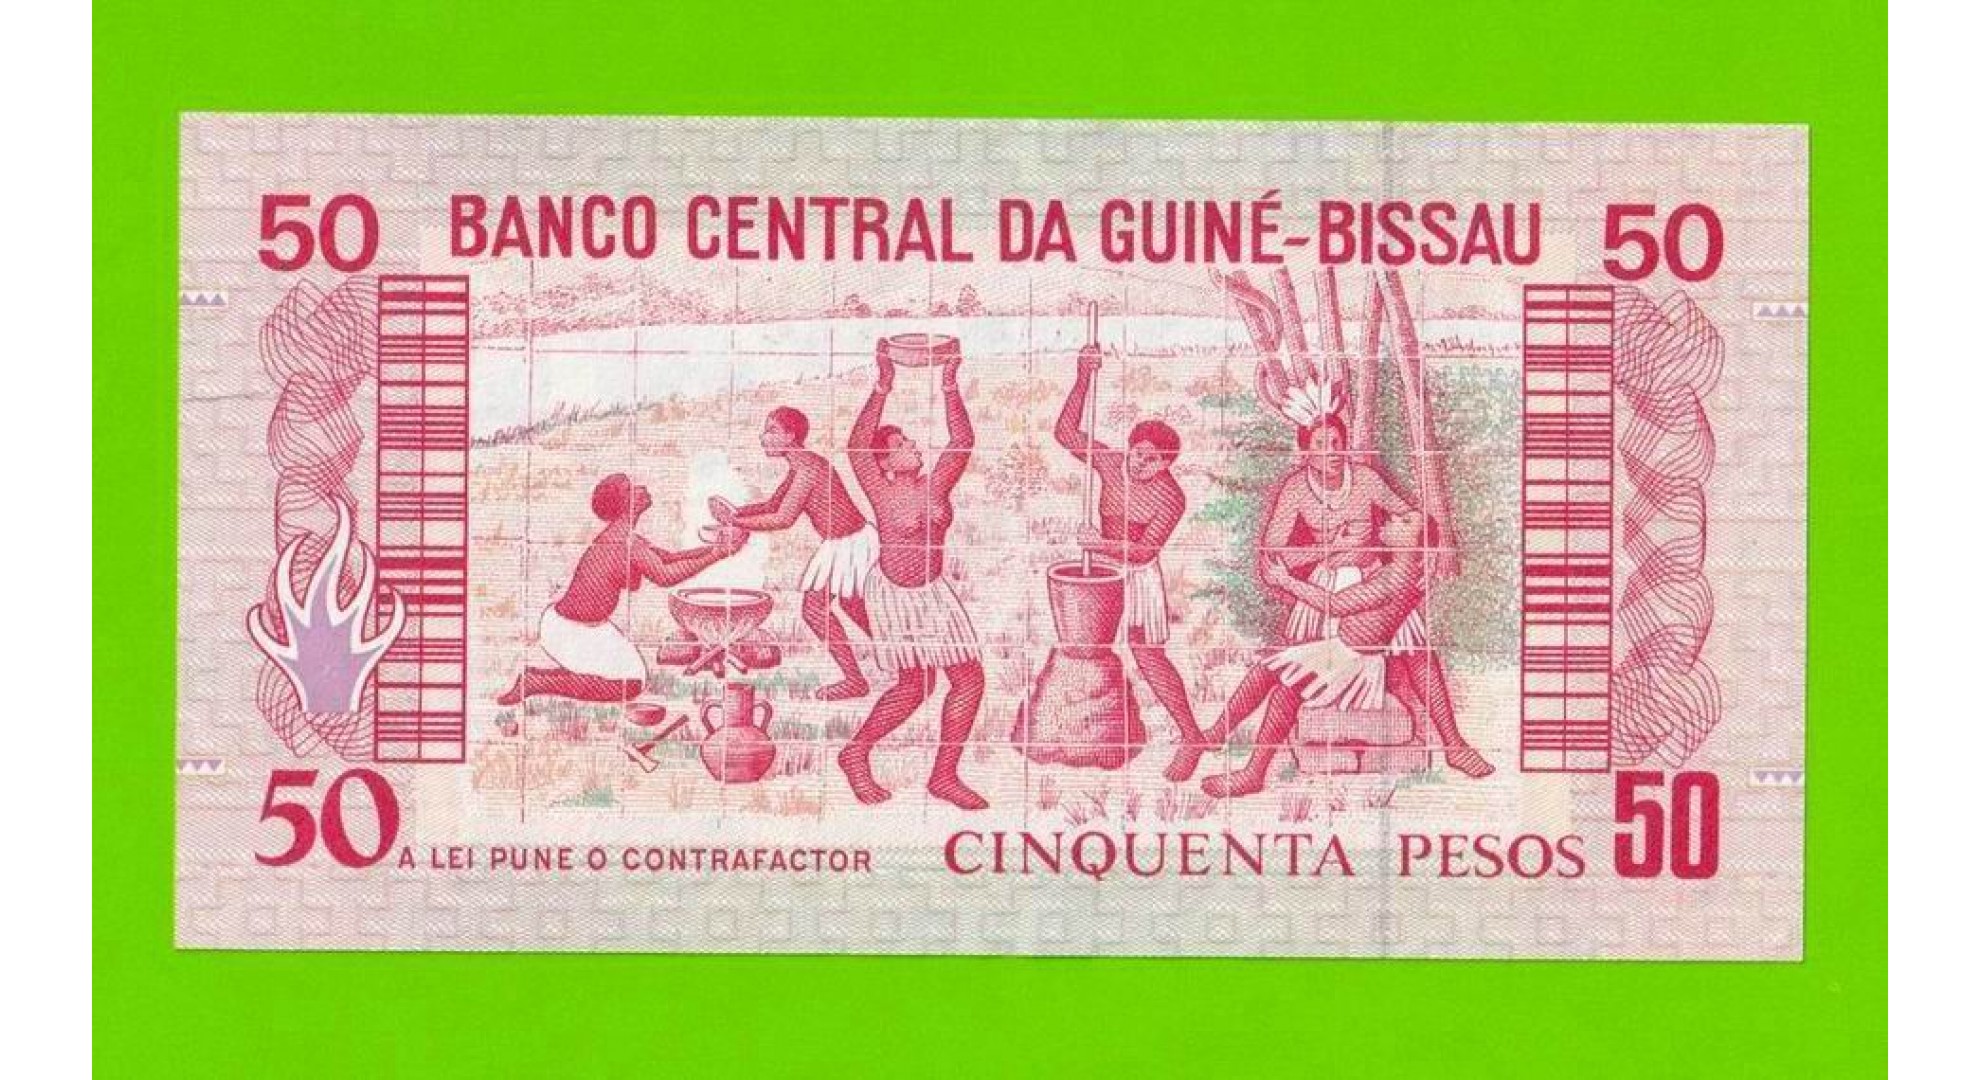 50 BANCO CENTRAL DA GUINÉ-BISSAU 50
50 A LEI PUNE O CONTRAFACTOR CINQUENTA PESOS 50